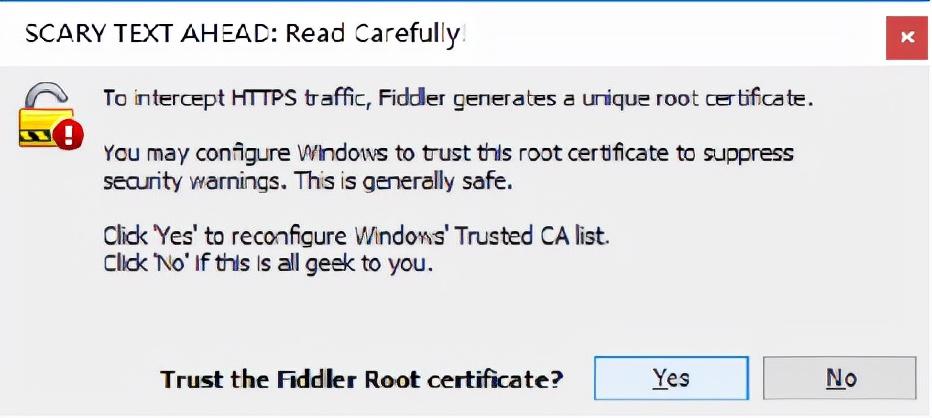 SCARY TEXT AHEAD: Read Carefully!
To intercept HTTPS traffic, Fiddler generates a unique root certificate.
You may configure Windows to trust this root certificate to suppress
security warnings. This is generally safe.
Click 'Yes' to reconfigure Windows' Trusted CA list.
Click 'No' if this is all geek to you.
Trust the Fiddler Root certificate?
Yes
No